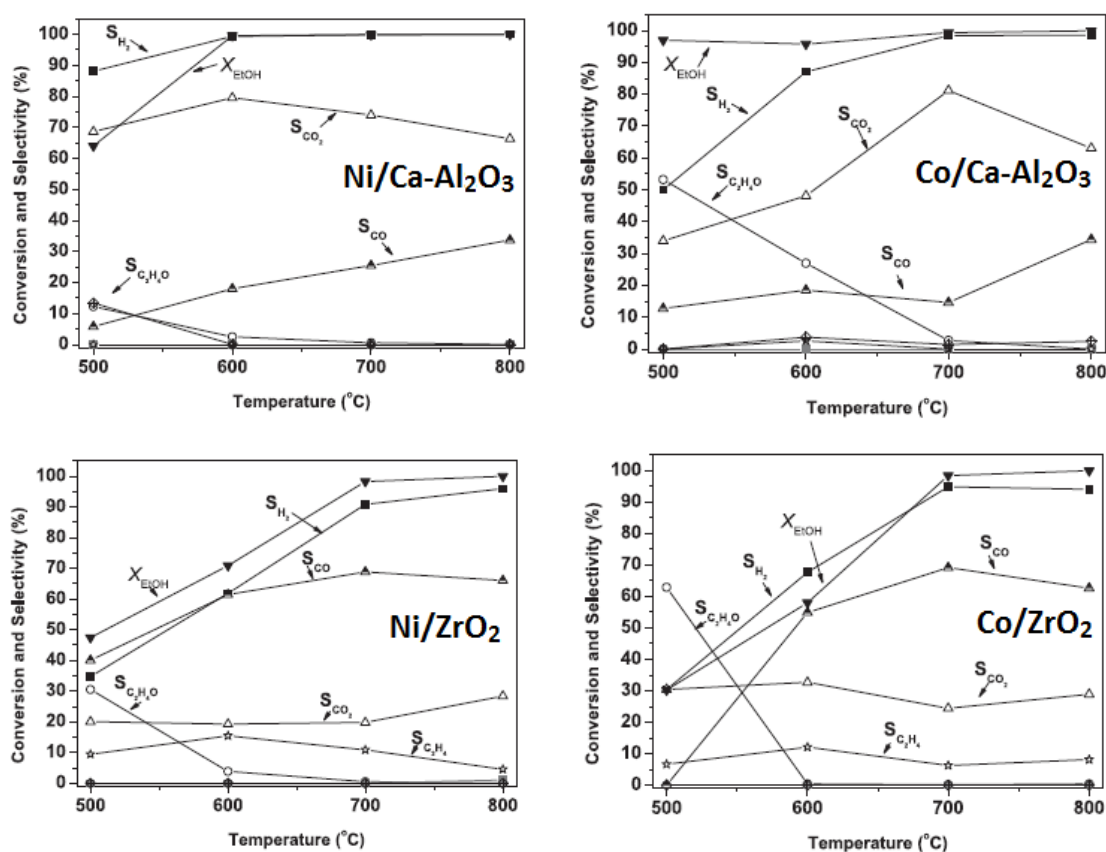 Conversion and Selectivity (%)
100
90
80
70
60
50
40
30
20
10
0
S_H₂
X_EtOH
S_CO₂
Ni/Ca-Al₂O₃
S_CO
S_C₂H₄O
500 600 700 800
Temperature (°C)
Conversion and Selectivity (%)
100
90
80
70
60
50
40
30
20
10
0
X_EtOH
S_H₂
S_CO₂
S_C₂H₄O
Co/Ca-Al₂O₃
S_CO
500 600 700 800
Temperature (°C)
Conversion and Selectivity (%)
100
90
80
70
60
50
40
30
20
10
0
S_H₂
X_EtOH
S_CO
Ni/ZrO₂
S_C₂H₄O
S_CO₂
S_C₂H₄
500 600 700 800
Temperature (°C)
Conversion and Selectivity (%)
100
90
80
70
60
50
40
30
20
10
0
X_EtOH
S_H₂
S_CO
S_C₂H₄O
Co/ZrO₂
S_CO₂
S_C₂H₄
500 600 700 800
Temperature (°C)